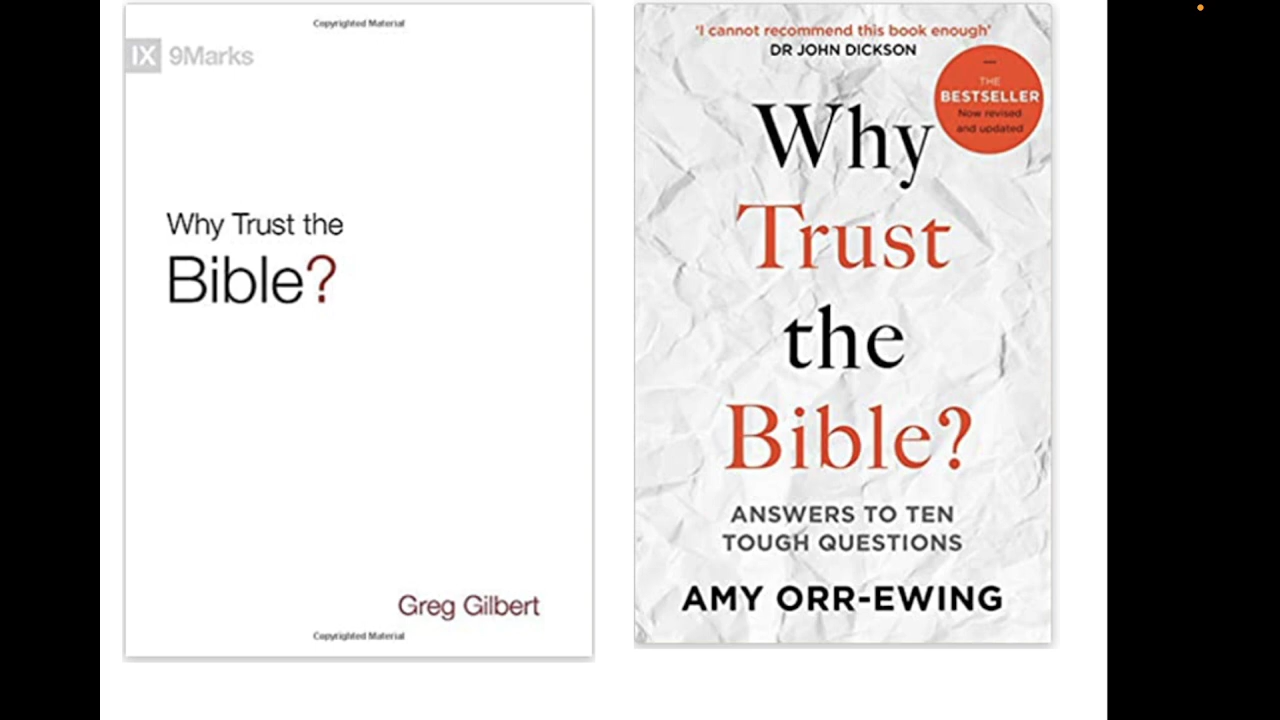 Copyrighted Material
IX 9Marks
Why Trust the
Bible?
Greg Gilbert
Copyrighted Material
'I cannot recommend this book enough'
DR JOHN DICKSON
THE
BESTSELLER
Now revised
and updated
Why
Trust
the
Bible?
ANSWERS TO TEN
TOUGH QUESTIONS
AMY ORR-EWING